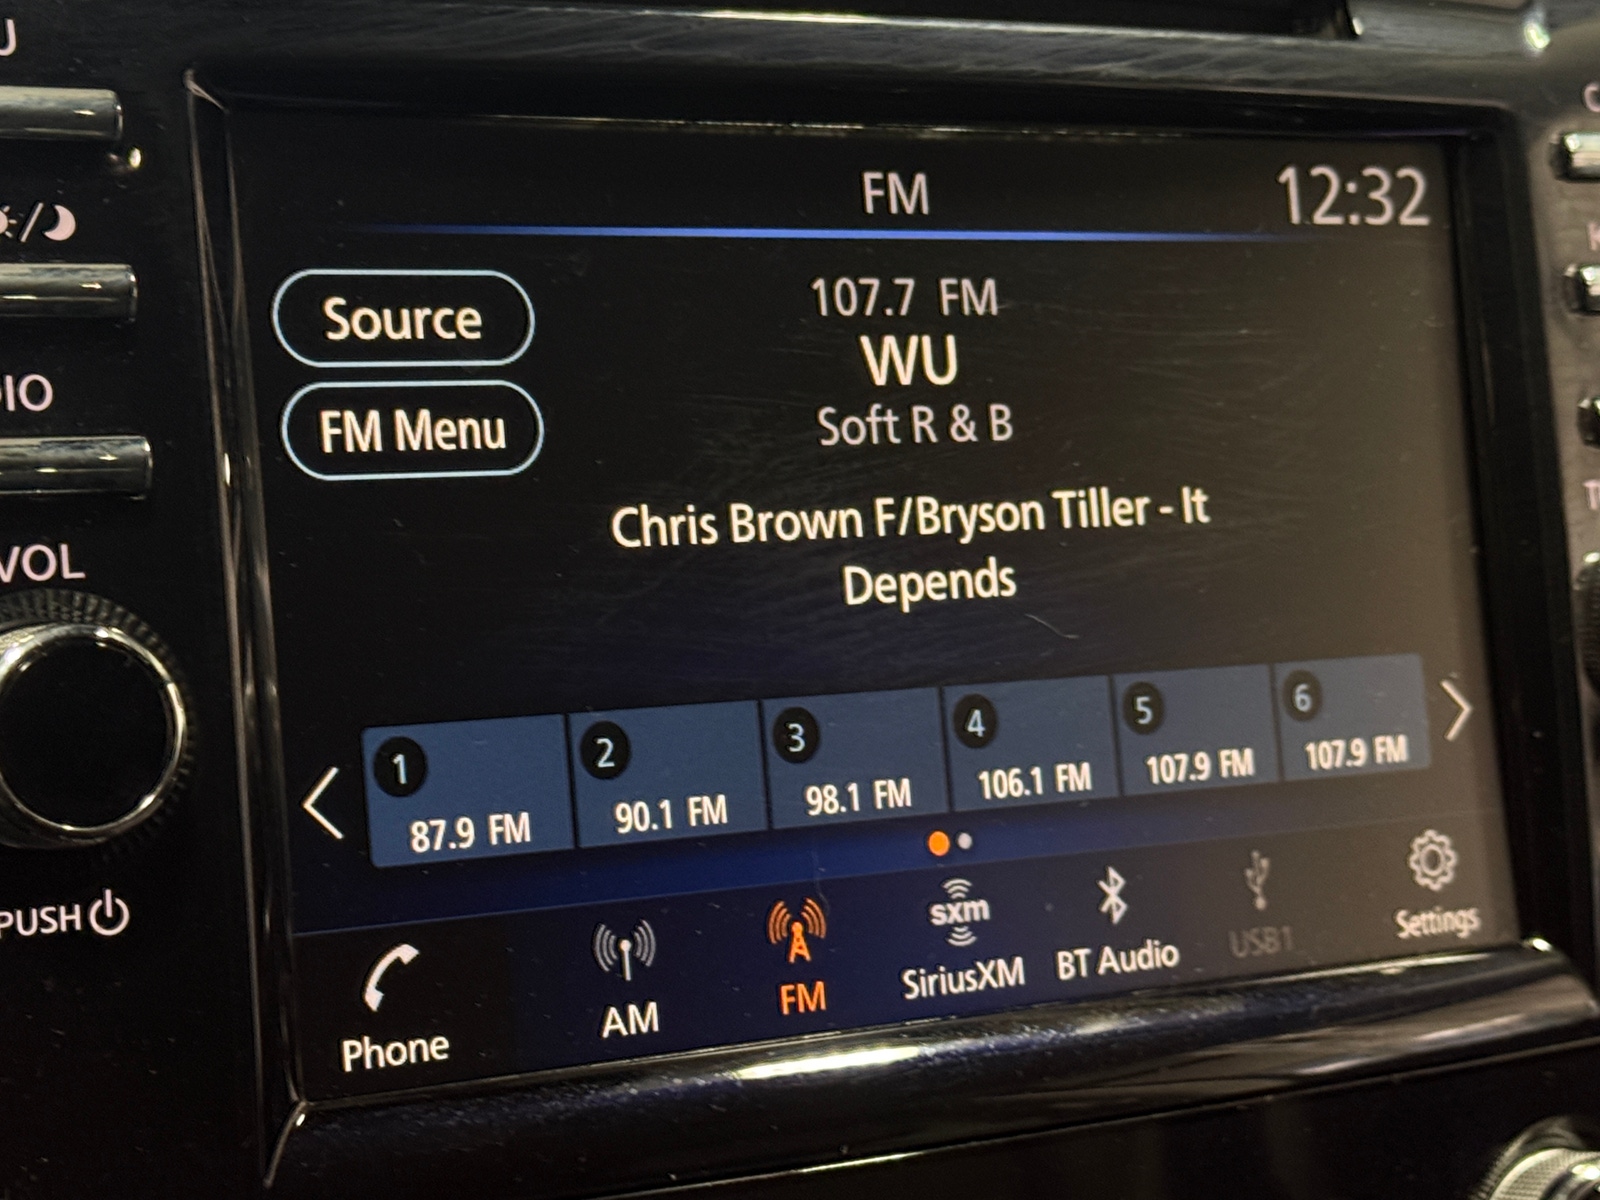 FM
12:32
Source
107.7 FM
WU
FM Menu
Soft R & B
Chris Brown F/Bryson Tiller - It
Depends
VOL
1
87.9 FM
2
90.1 FM
3
98.1 FM
4
106.1 FM
5
107.9 FM
6
107.9 FM
PUSH
Phone
AM
FM
sxm
SiriusXM
BT Audio
USB1
Settings